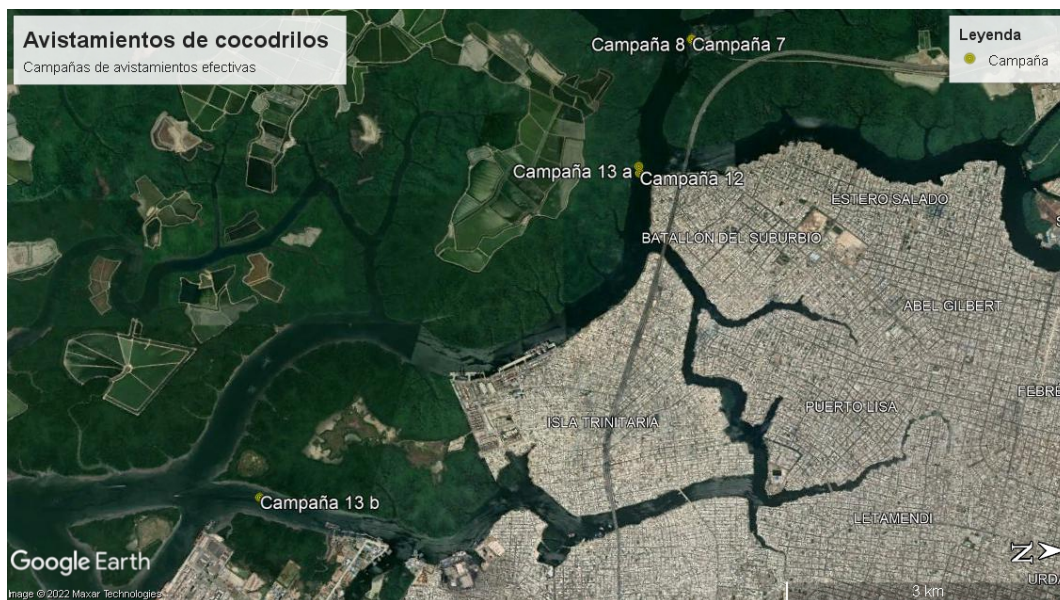 Avistamientos de cocodrilos
Campañas de avistamientos efectivas
Leyenda
Campaña
Campaña 8
Campaña 7
Campaña 13 a
Campaña 12
ESTERO SALADO
BATALLON DEL SUBURBIO
ABEL GILBERT
FEBRE
PUERTO LISA
ISLA TRINITARIA
Campaña 13 b
LETAMENDI
Google Earth
N
URDA
Image © 2022 Maxar Technologies
3 km